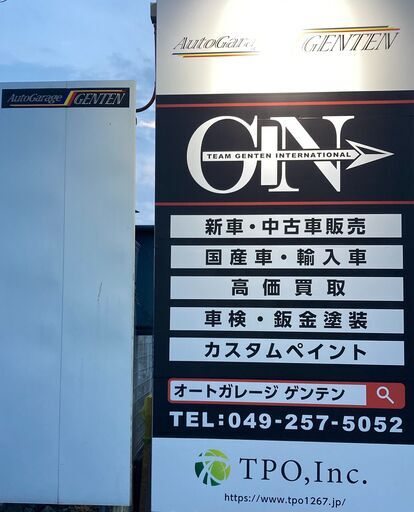 AutoGarage GENTEN
AutoGarage GENTEN
GTN
TEAM GENTEN INTERNATIONAL
新車・中古車販売
国産車・輸入車
高価買取
車検・鈑金塗装
カスタムペイント
オートガレージ ゲンテン
TEL:049-257-5052
TPO,Inc.
https://www.tpo1267.jp/